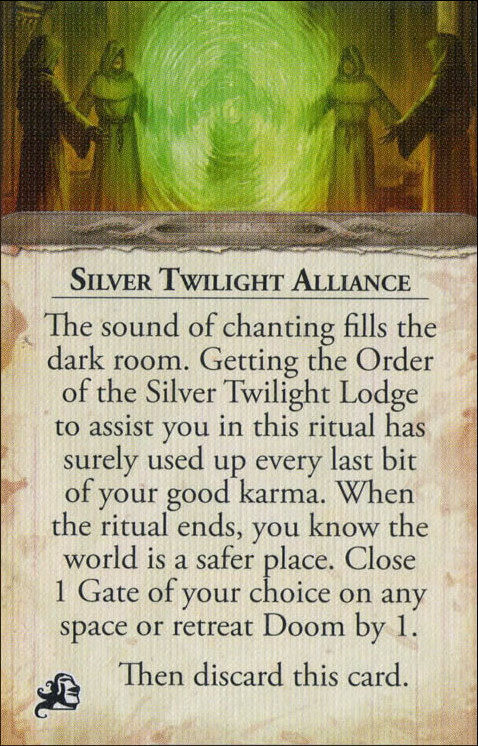 SILVER TWILIGHT ALLIANCE
The sound of chanting fills the
dark room. Getting the Order
of the Silver Twilight Lodge
to assist you in this ritual has
surely used up every last bit
of your good karma. When
the ritual ends, you know the
world is a safer place. Close
1 Gate of your choice on any
space or retreat Doom by 1.
Then discard this card.